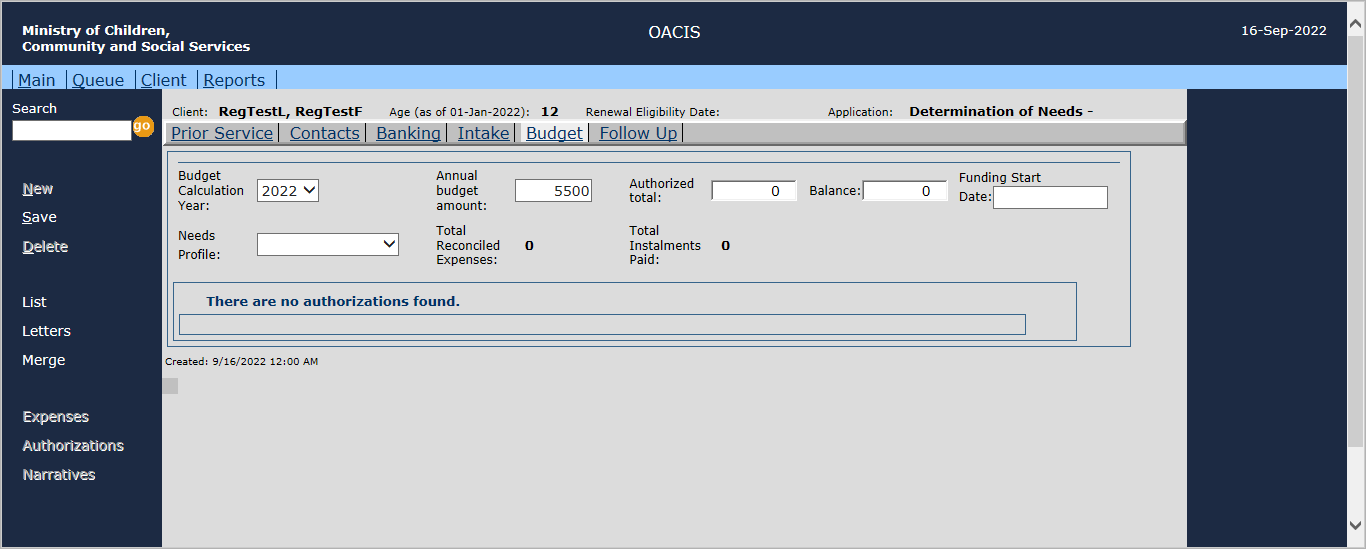 Ministry of Children,
Community and Social Services
OACIS
16-Sep-2022
Main Queue Client Reports
Search
go
New
Save
Delete
List
Letters
Merge
Expenses
Authorizations
Narratives
Client: RegTestL, RegTestF Age (as of 01-Jan-2022): 12 Renewal Eligibility Date: Application: Determination of Needs -
Prior Service Contacts Banking Intake Budget Follow Up
Budget
Calculation
Year:
2022
Annual
budget
amount:
5500
Authorized
total:
0
Balance:
0
Funding Start
Date:
Needs
Profile:
Total
Reconciled
Expenses:
0
Total
Instalments
Paid:
0
There are no authorizations found.
Created: 9/16/2022 12:00 AM